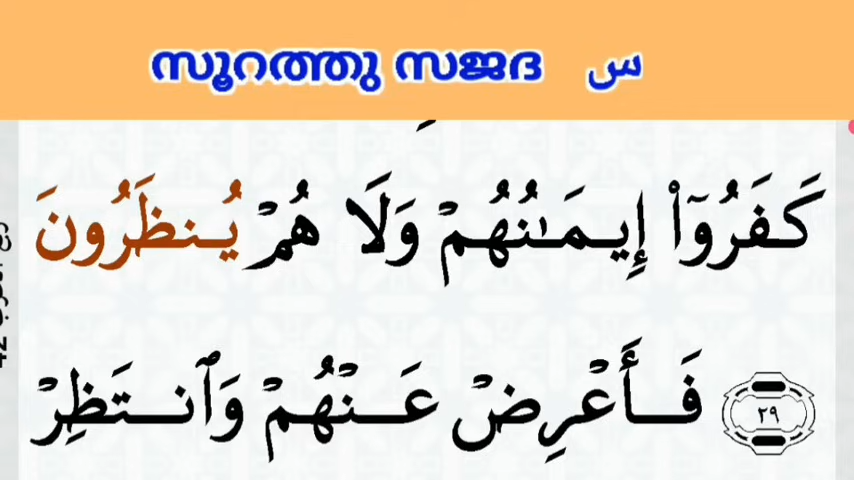 സൂറത്തു സജദ س
كَفَرُوٓا۟ إِيمَـٰنُهُمْ وَلَا هُمْ يُنظَرُونَ
٢٩ فَأَعْرِضْ عَنْهُمْ وَٱنتَظِرْ